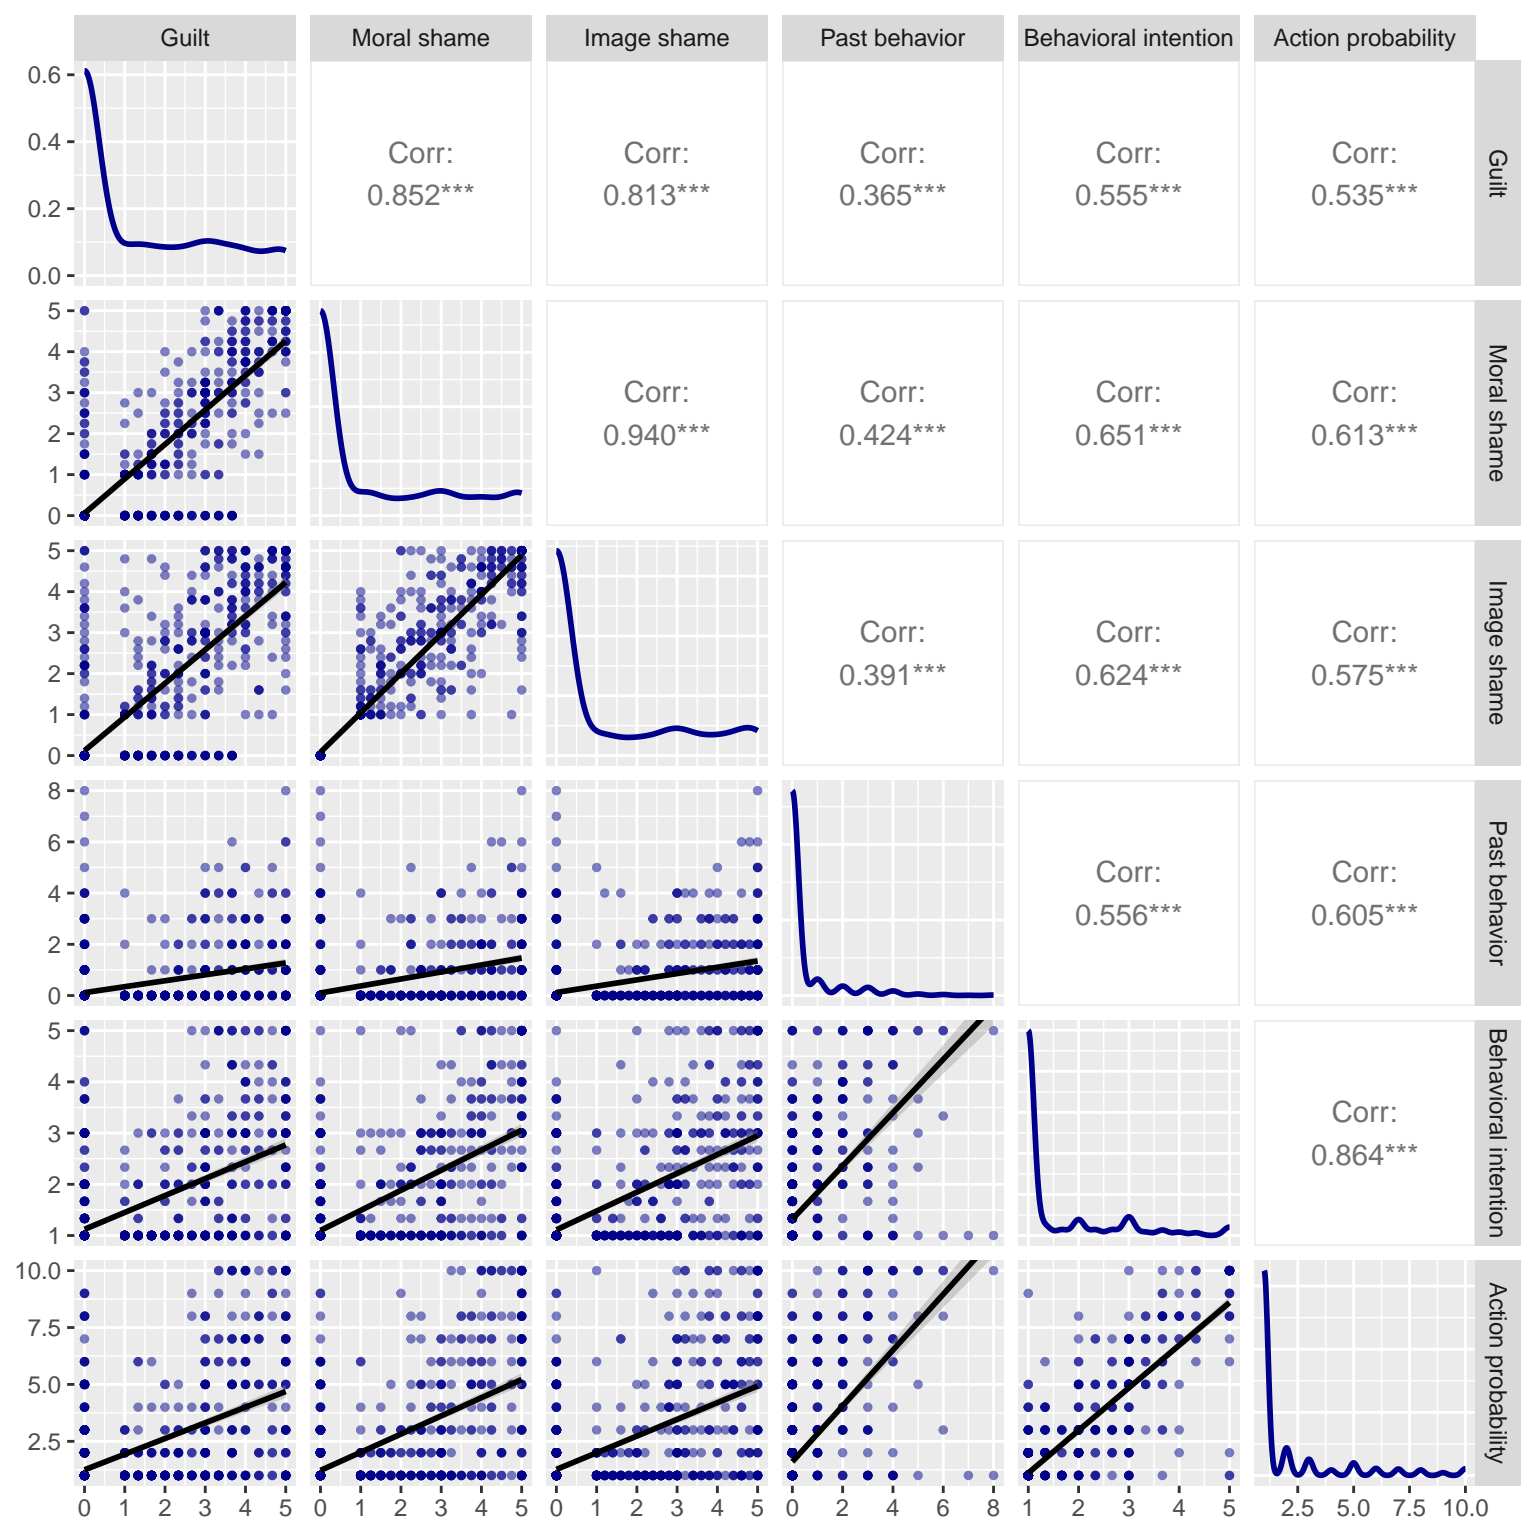 Guilt Moral shame Image shame Past behavior Behavioral intention Action probability
0.6
0.4
0.2
0.0
Corr:
0.852***
Corr:
0.813***
Corr:
0.365***
Corr:
0.555***
Corr:
0.535***
Guilt
5
4
3
2
1
0
Corr:
0.940***
Corr:
0.424***
Corr:
0.651***
Corr:
0.613***
Moral shame
5
4
3
2
1
0
Corr:
0.391***
Corr:
0.624***
Corr:
0.575***
Image shame
8
6
4
2
0
Corr:
0.556***
Corr:
0.605***
Past behavior
5
4
3
2
1
Corr:
0.864***
Behavioral intention
10.0
7.5
5.0
2.5
Action probability
0 1 2 3 4 5 0 1 2 3 4 5 0 1 2 3 4 5 0 2 4 6 8 1 2 3 4 5 2.5 5.0 7.5 10.0